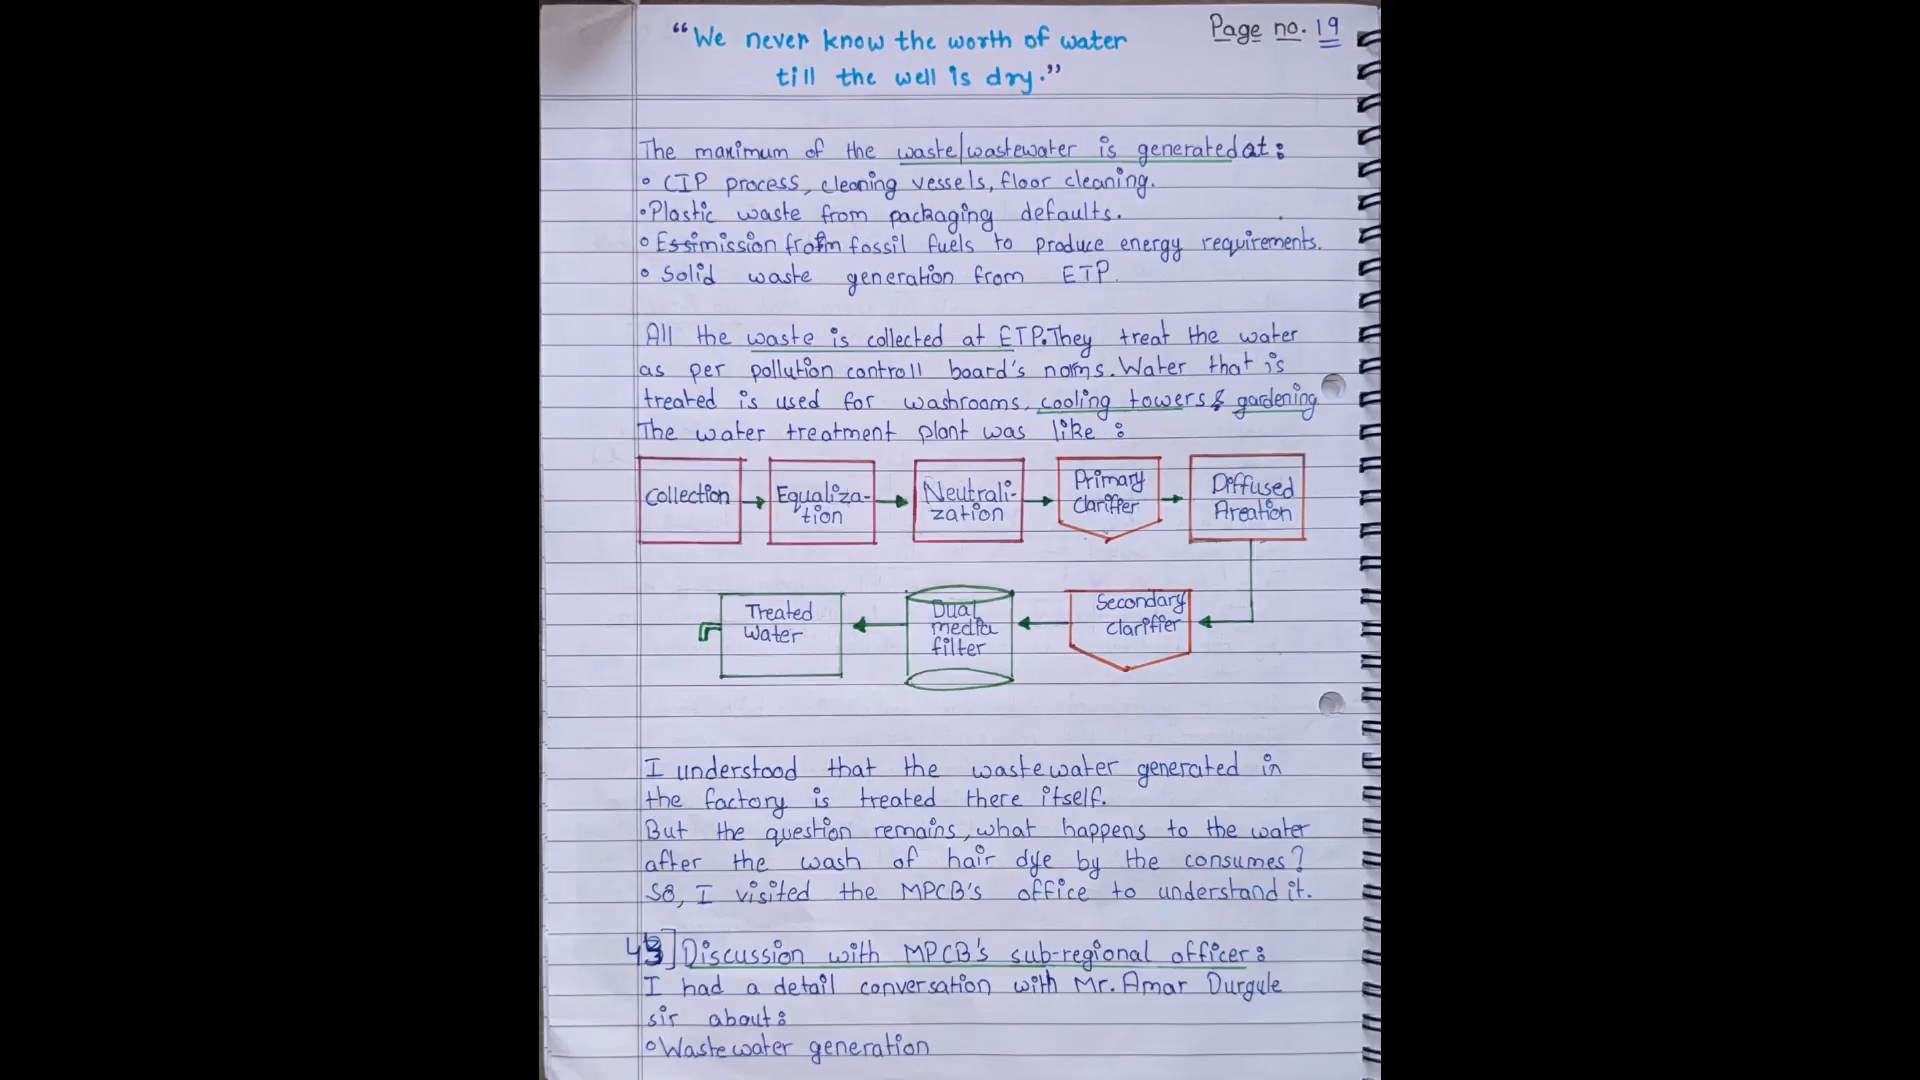 Page no. 19
"We never know the worth of water
till the well is dry."
The maximum of the waste/wastewater is generated at:
• CIP process, cleaning vessels, floor cleaning.
• Plastic waste from packaging defaults.
• Essimission from fossil fuels to produce energy requirements.
• Solid waste generation from ETP.
All the waste is collected at ETP. They treat the water
as per pollution controll board's norms. Water that is
treated is used for washrooms, cooling towers & gardening
The water treatment plant was like :
Collection
Equaliza-
tion
Neutrali-
zation
Primary
Clariffer
Diffused
Areation
Secondary
Clariffier
Dual
media
filter
Treated
water
I understood that the wastewater generated in
the factory is treated there itself.
But the question remains, what happens to the water
after the wash of hair dye by the consumes?
So, I visited the MPCB's office to understand it.
43] Discussion with MPCB's sub-regional officer:
I had a detail conversation with Mr. Amar Durgule
sir about:
• Wastewater generation